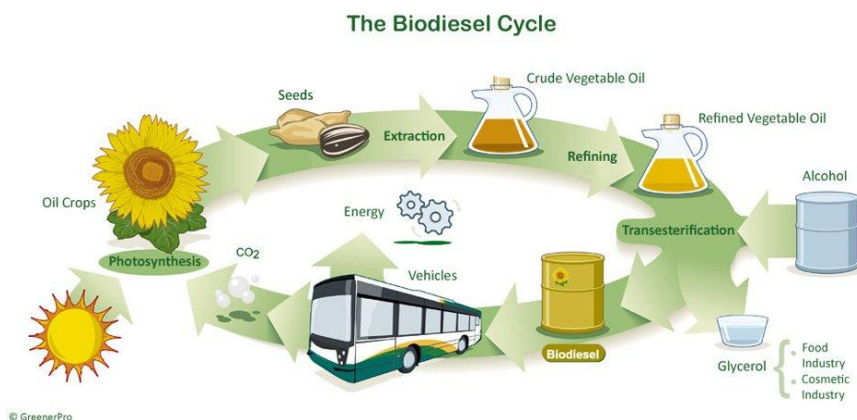 The Biodiesel Cycle
Crude Vegetable Oil
Seeds
Refined Vegetable Oil
Extraction
Refining
Alcohol
Oil Crops
Energy
Transesterification
CO2
Photosynthesis
Vehicles
Biodiesel
Glycerol
· Food
Industry
· Cosmetic
Industry
© GreenerPro